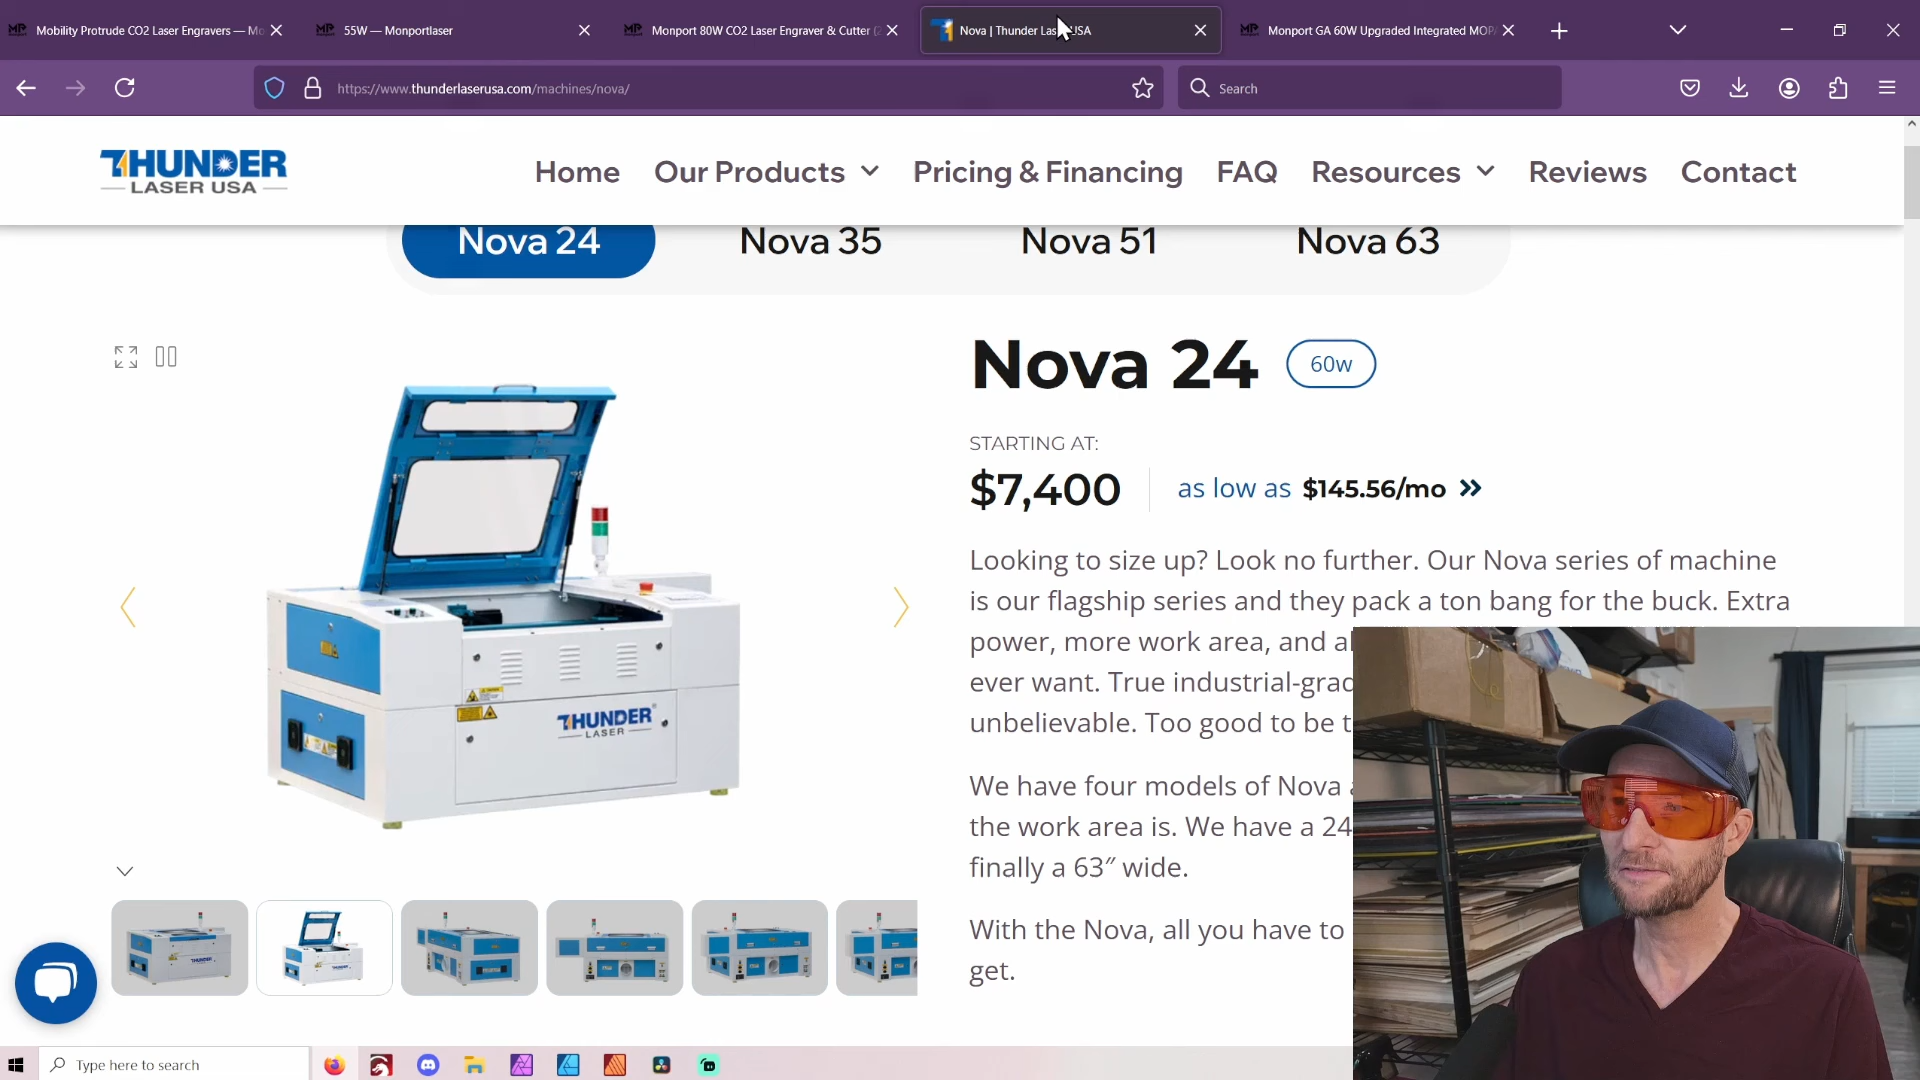 Mobility Protrude CO2 Laser Engravers — Mo
55W — Monportlaser
Monport 80W CO2 Laser Engraver & Cutter (2
Nova | Thunder Laser USA
Monport GA 60W Upgraded Integrated MOPA
https://www.thunderlaserusa.com/machines/nova/
Search
THUNDER
LASER USA
Home
Our Products
Pricing & Financing
FAQ
Resources
Reviews
Contact
Nova 24
Nova 35
Nova 51
Nova 63
Nova 24
60w
STARTING AT:
$7,400
as low as $145.56/mo
Looking to size up? Look no further. Our Nova series of machine
is our flagship series and they pack a ton bang for the buck. Extra
power, more work area, and al
ever want. True industrial-grad
unbelievable. Too good to be t
We have four models of Nova a
the work area is. We have a 24
finally a 63″ wide.
With the Nova, all you have to
get.
THUNDER
LASER
Type here to search